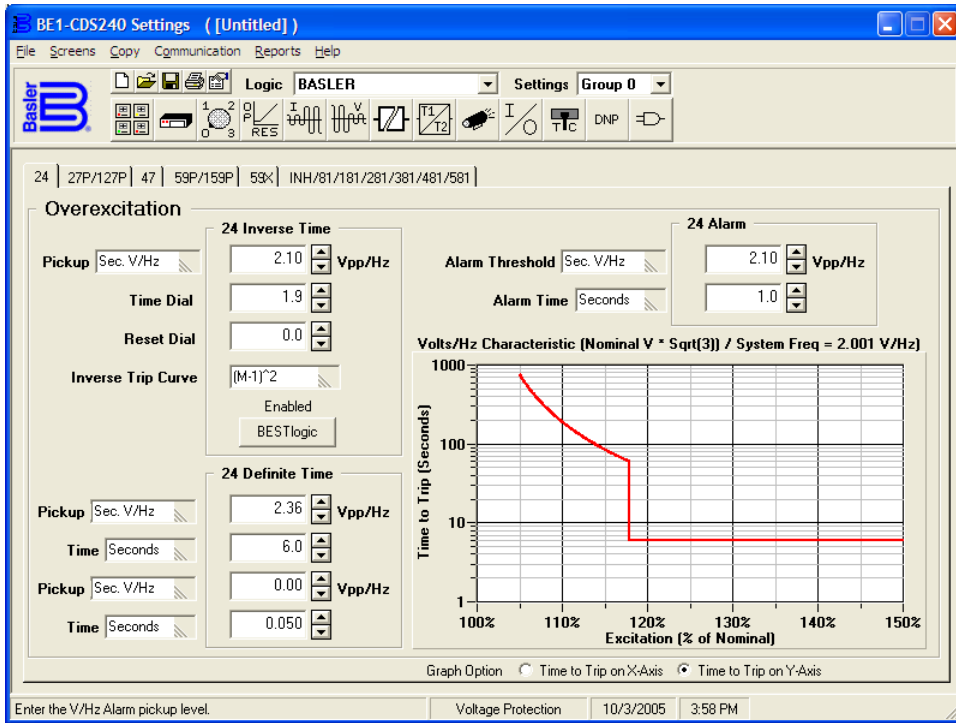 BE1-CDS240 Settings ( [Untitled] )
File Screens Copy Communication Reports Help
Basler
Logic BASLER Settings Group 0
O P RES
1 2 O 3
I
V
T1 T2
I/O
TTC
DNP
24 27P/127P 47 59P/159P 59X INH/81/181/281/381/481/581
Overexcitation
24 Inverse Time
Pickup Sec. V/Hz 2.10 Vpp/Hz
Time Dial 1.9
Reset Dial 0.0
Inverse Trip Curve (M-1)^2
Enabled
BESTlogic
24 Alarm
Alarm Threshold Sec. V/Hz 2.10 Vpp/Hz
Alarm Time Seconds 1.0
24 Definite Time
Pickup Sec. V/Hz 2.36 Vpp/Hz
Time Seconds 6.0
Pickup Sec. V/Hz 0.00 Vpp/Hz
Time Seconds 0.050
Volts/Hz Characteristic (Nominal V * Sqrt(3)) / System Freq = 2.001 V/Hz)
Time to Trip (Seconds)
1000
100
10
1
100% 110% 120% 130% 140% 150%
Excitation (% of Nominal)
Graph Option Time to Trip on X-Axis Time to Trip on Y-Axis
Enter the V/Hz Alarm pickup level. Voltage Protection 10/3/2005 3:58 PM